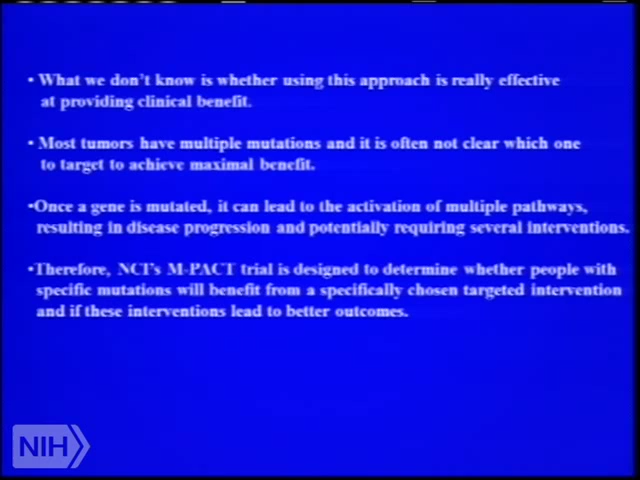 • What we don't know is whether using this approach is really effective
at providing clinical benefit.
• Most tumors have multiple mutations and it is often not clear which one
to target to achieve maximal benefit.
•Once a gene is mutated, it can lead to the activation of multiple pathways,
resulting in disease progression and potentially requiring several interventions.
•Therefore, NCI's M-PACT trial is designed to determine whether people with
specific mutations will benefit from a specifically chosen targeted intervention
and if these interventions lead to better outcomes.
NIH